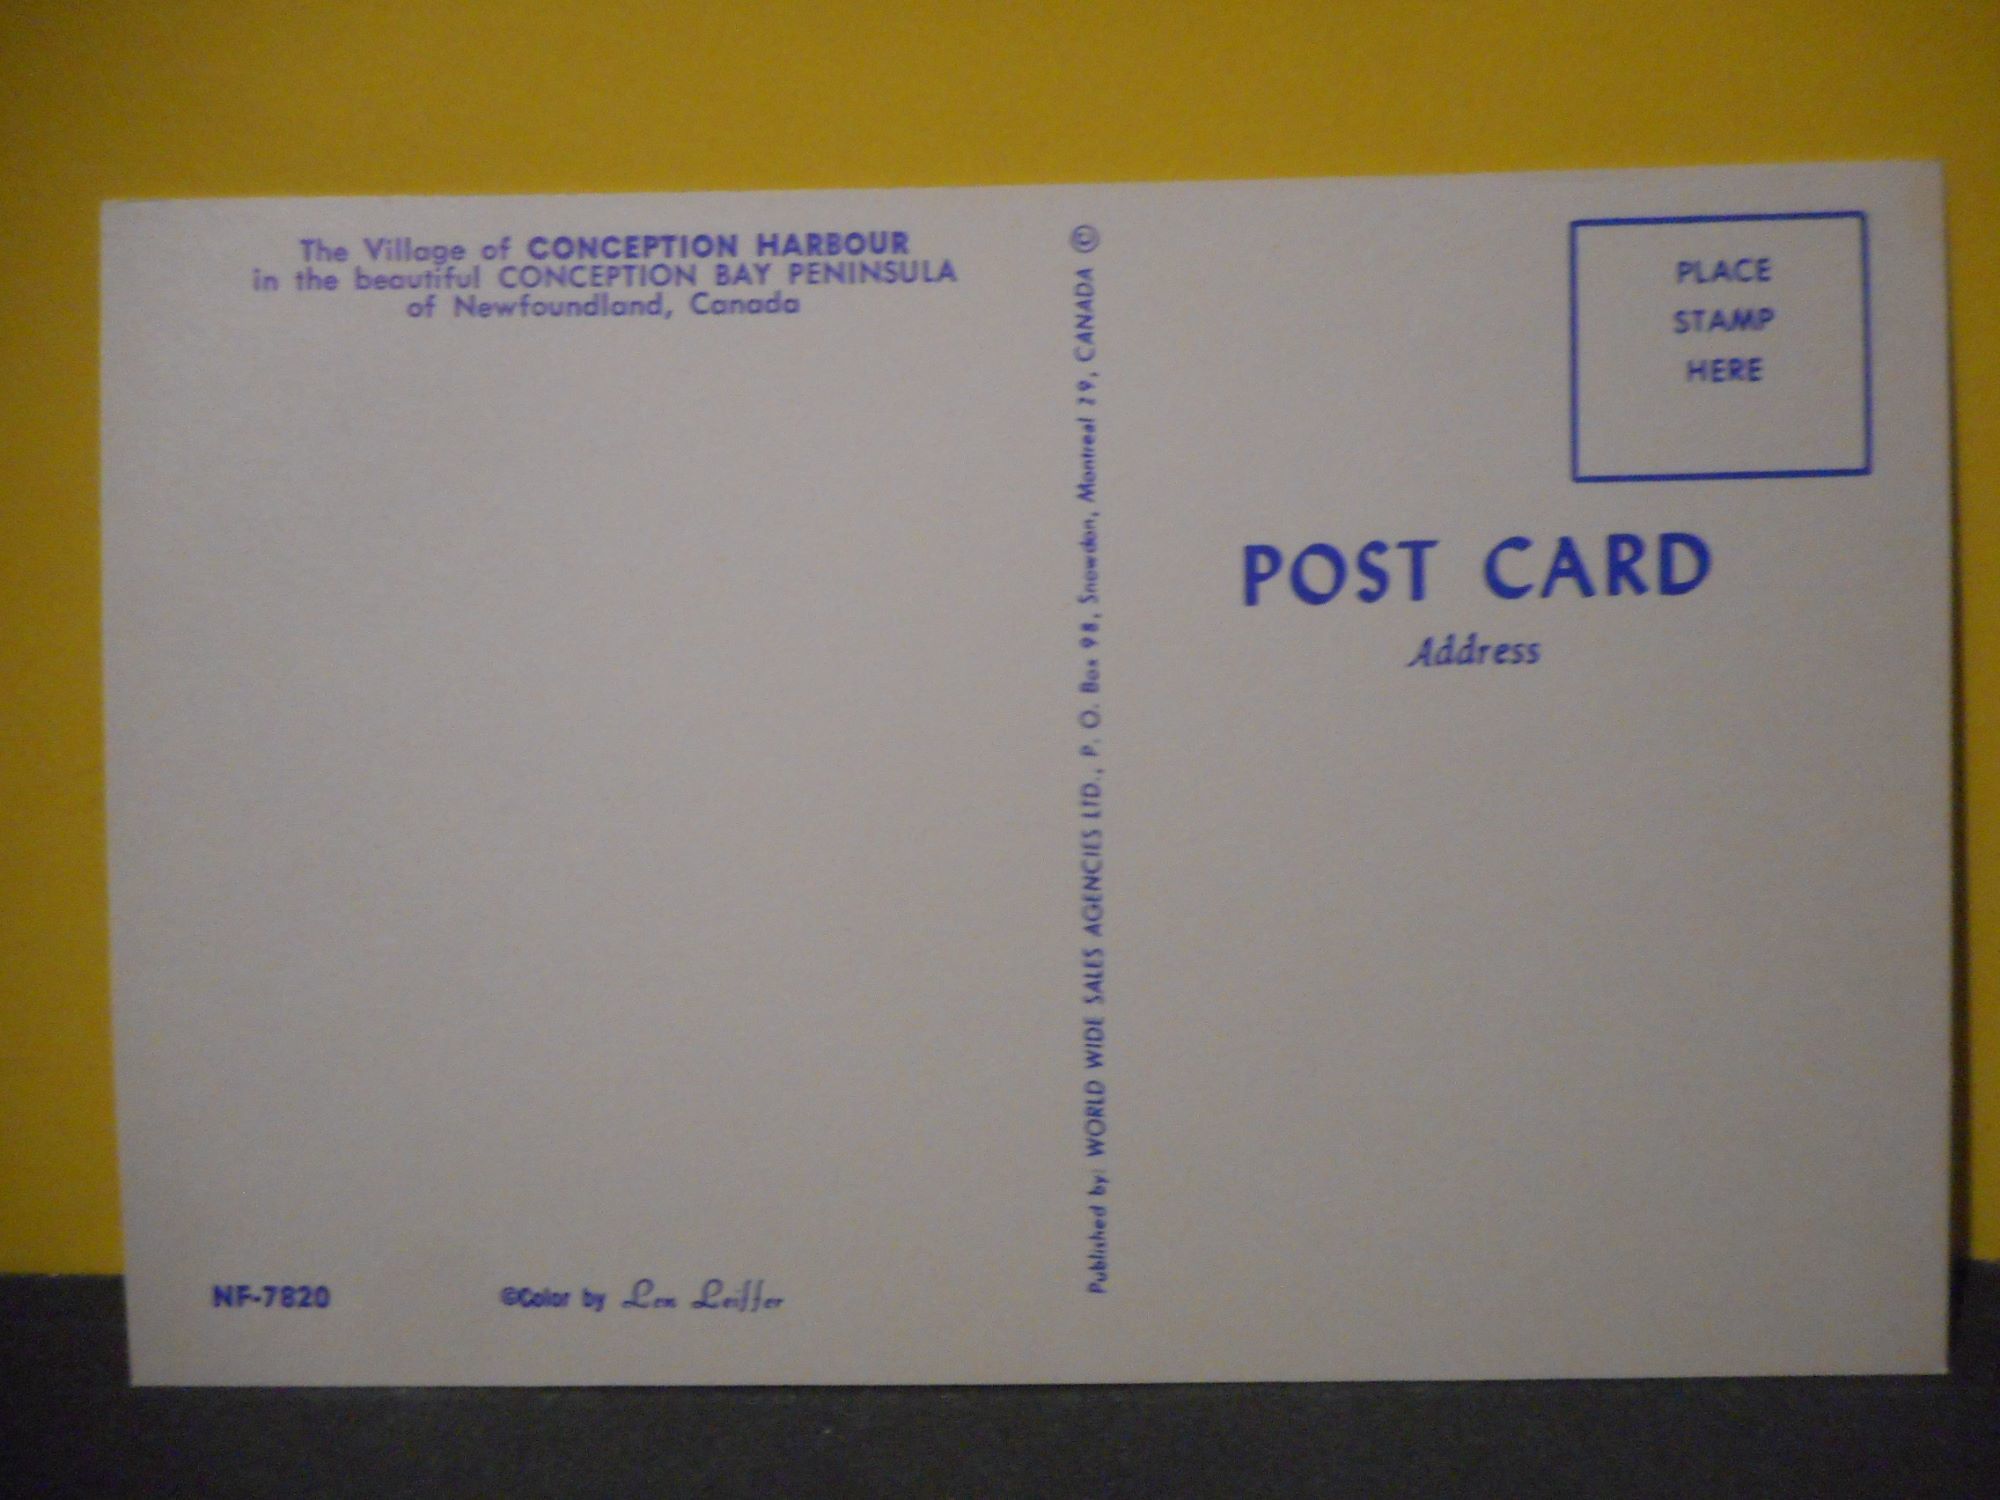 The Village of CONCEPTION HARBOUR
in the beautiful CONCEPTION BAY PENINSULA
of Newfoundland, Canada
NF-7820
©Color by Len Leiffer
Published by: WORLD WIDE SALES AGENCIES LTD., P. O. Box 98, Snowdon, Montreal 29, CANADA ©
PLACE
STAMP
HERE
POST CARD
Address